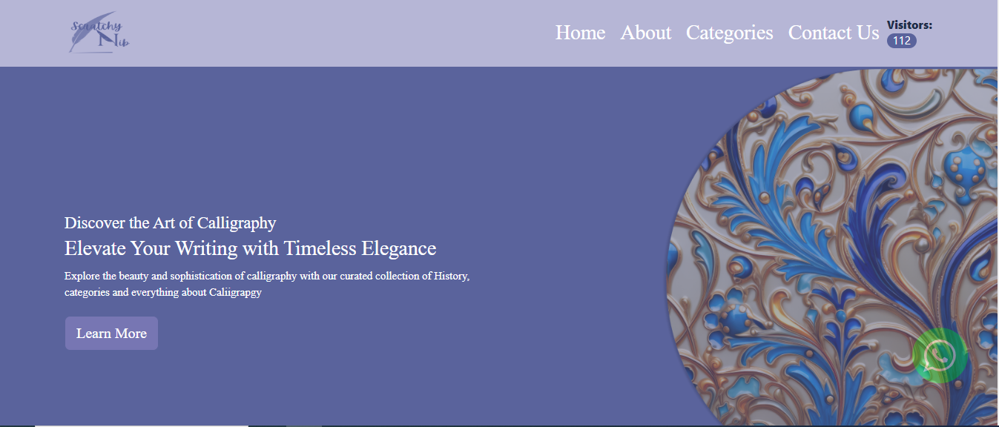 Scratchy
Nib
Home About Categories Contact Us
Visitors:
112
Discover the Art of Calligraphy
Elevate Your Writing with Timeless Elegance
Explore the beauty and sophistication of calligraphy with our curated collection of History,
categories and everything about Caliigrapgy
Learn More